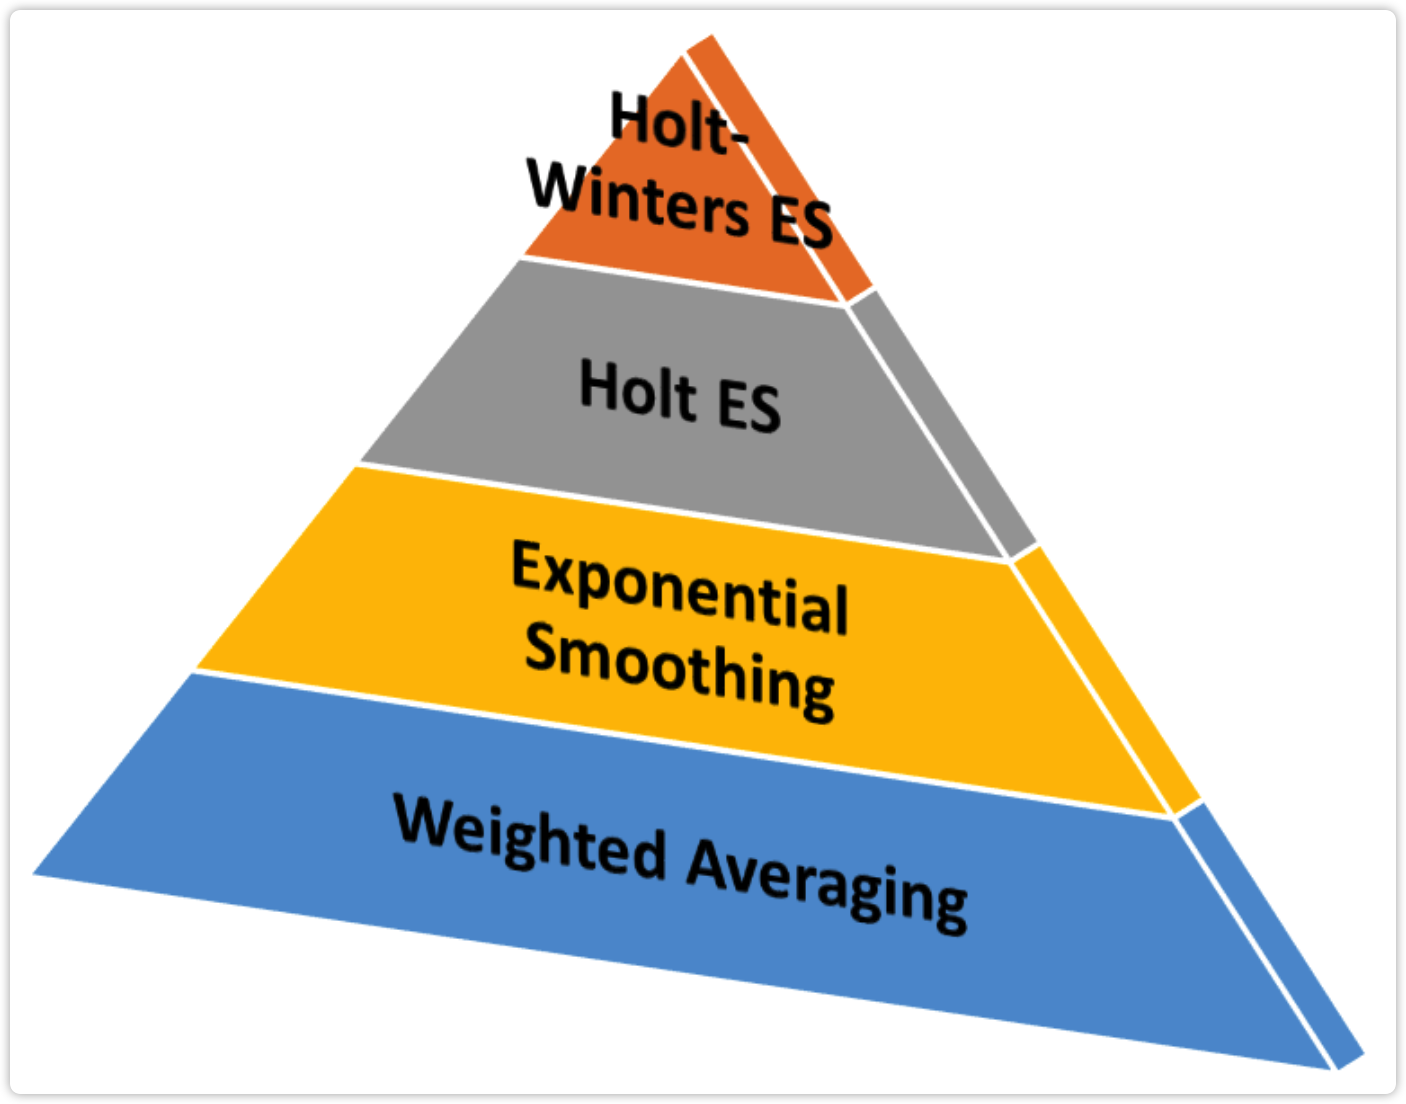 Holt-
Winters ES
Holt ES
Exponential
Smoothing
Weighted Averaging